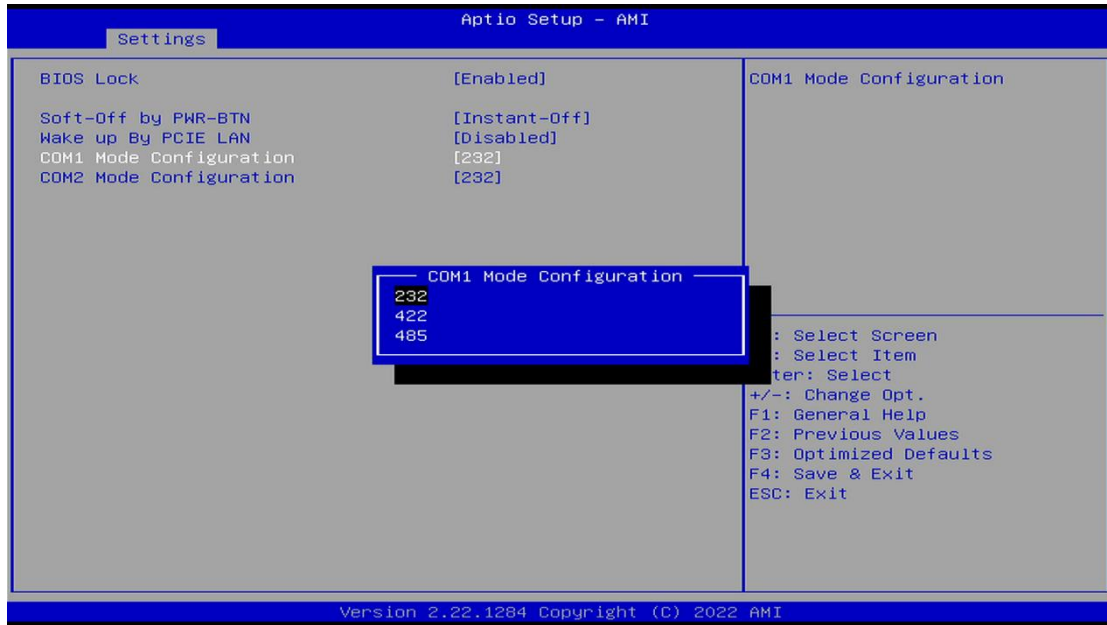 Aptio Setup – AMI
Settings
BIOS Lock [Enabled]
Soft-Off by PWR-BTN [Instant-Off]
Wake up By PCIE LAN [Disabled]
COM1 Mode Configuration [232]
COM2 Mode Configuration [232]
COM1 Mode Configuration
232
422
485
COM1 Mode Configuration
: Select Screen
: Select Item
ter: Select
+/-: Change Opt.
F1: General Help
F2: Previous Values
F3: Optimized Defaults
F4: Save & Exit
ESC: Exit
Version 2.22.1284 Copyright (C) 2022 AMI